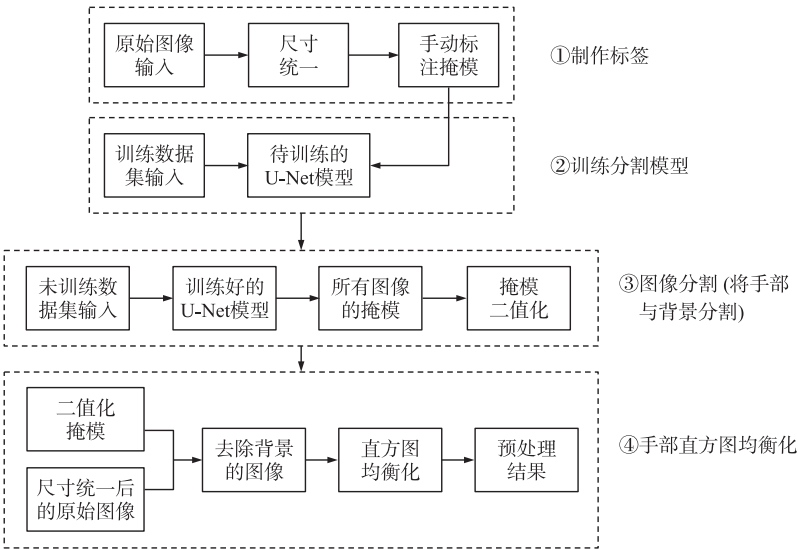 原始图像
输入
尺寸
统一
手动标
注掩模
①制作标签
训练数据
集输入
待训练的
U-Net模型
②训练分割模型
未训练数
据集输入
训练好的
U-Net模型
所有图像
的掩模
掩模
二值化
③图像分割 (将手部
与背景分割)
二值化
掩模
尺寸统一后
的原始图像
去除背景
的图像
直方图
均衡化
预处理
结果
④手部直方图均衡化